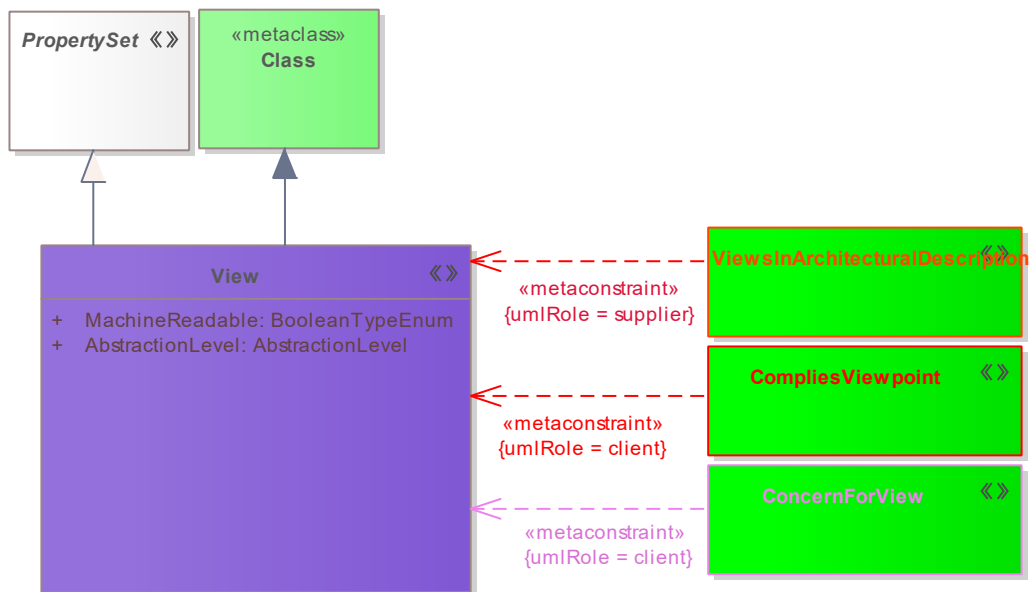 PropertySet «»
«metaclass»
Class
View «»
+ MachineReadable: BooleanTypeEnum
+ AbstractionLevel: AbstractionLevel
ViewsInArchitecturalDescription «»
«metaconstraint»
{umlRole = supplier}
CompliesViewpoint «»
«metaconstraint»
{umlRole = client}
ConcernForView «»
«metaconstraint»
{umlRole = client}